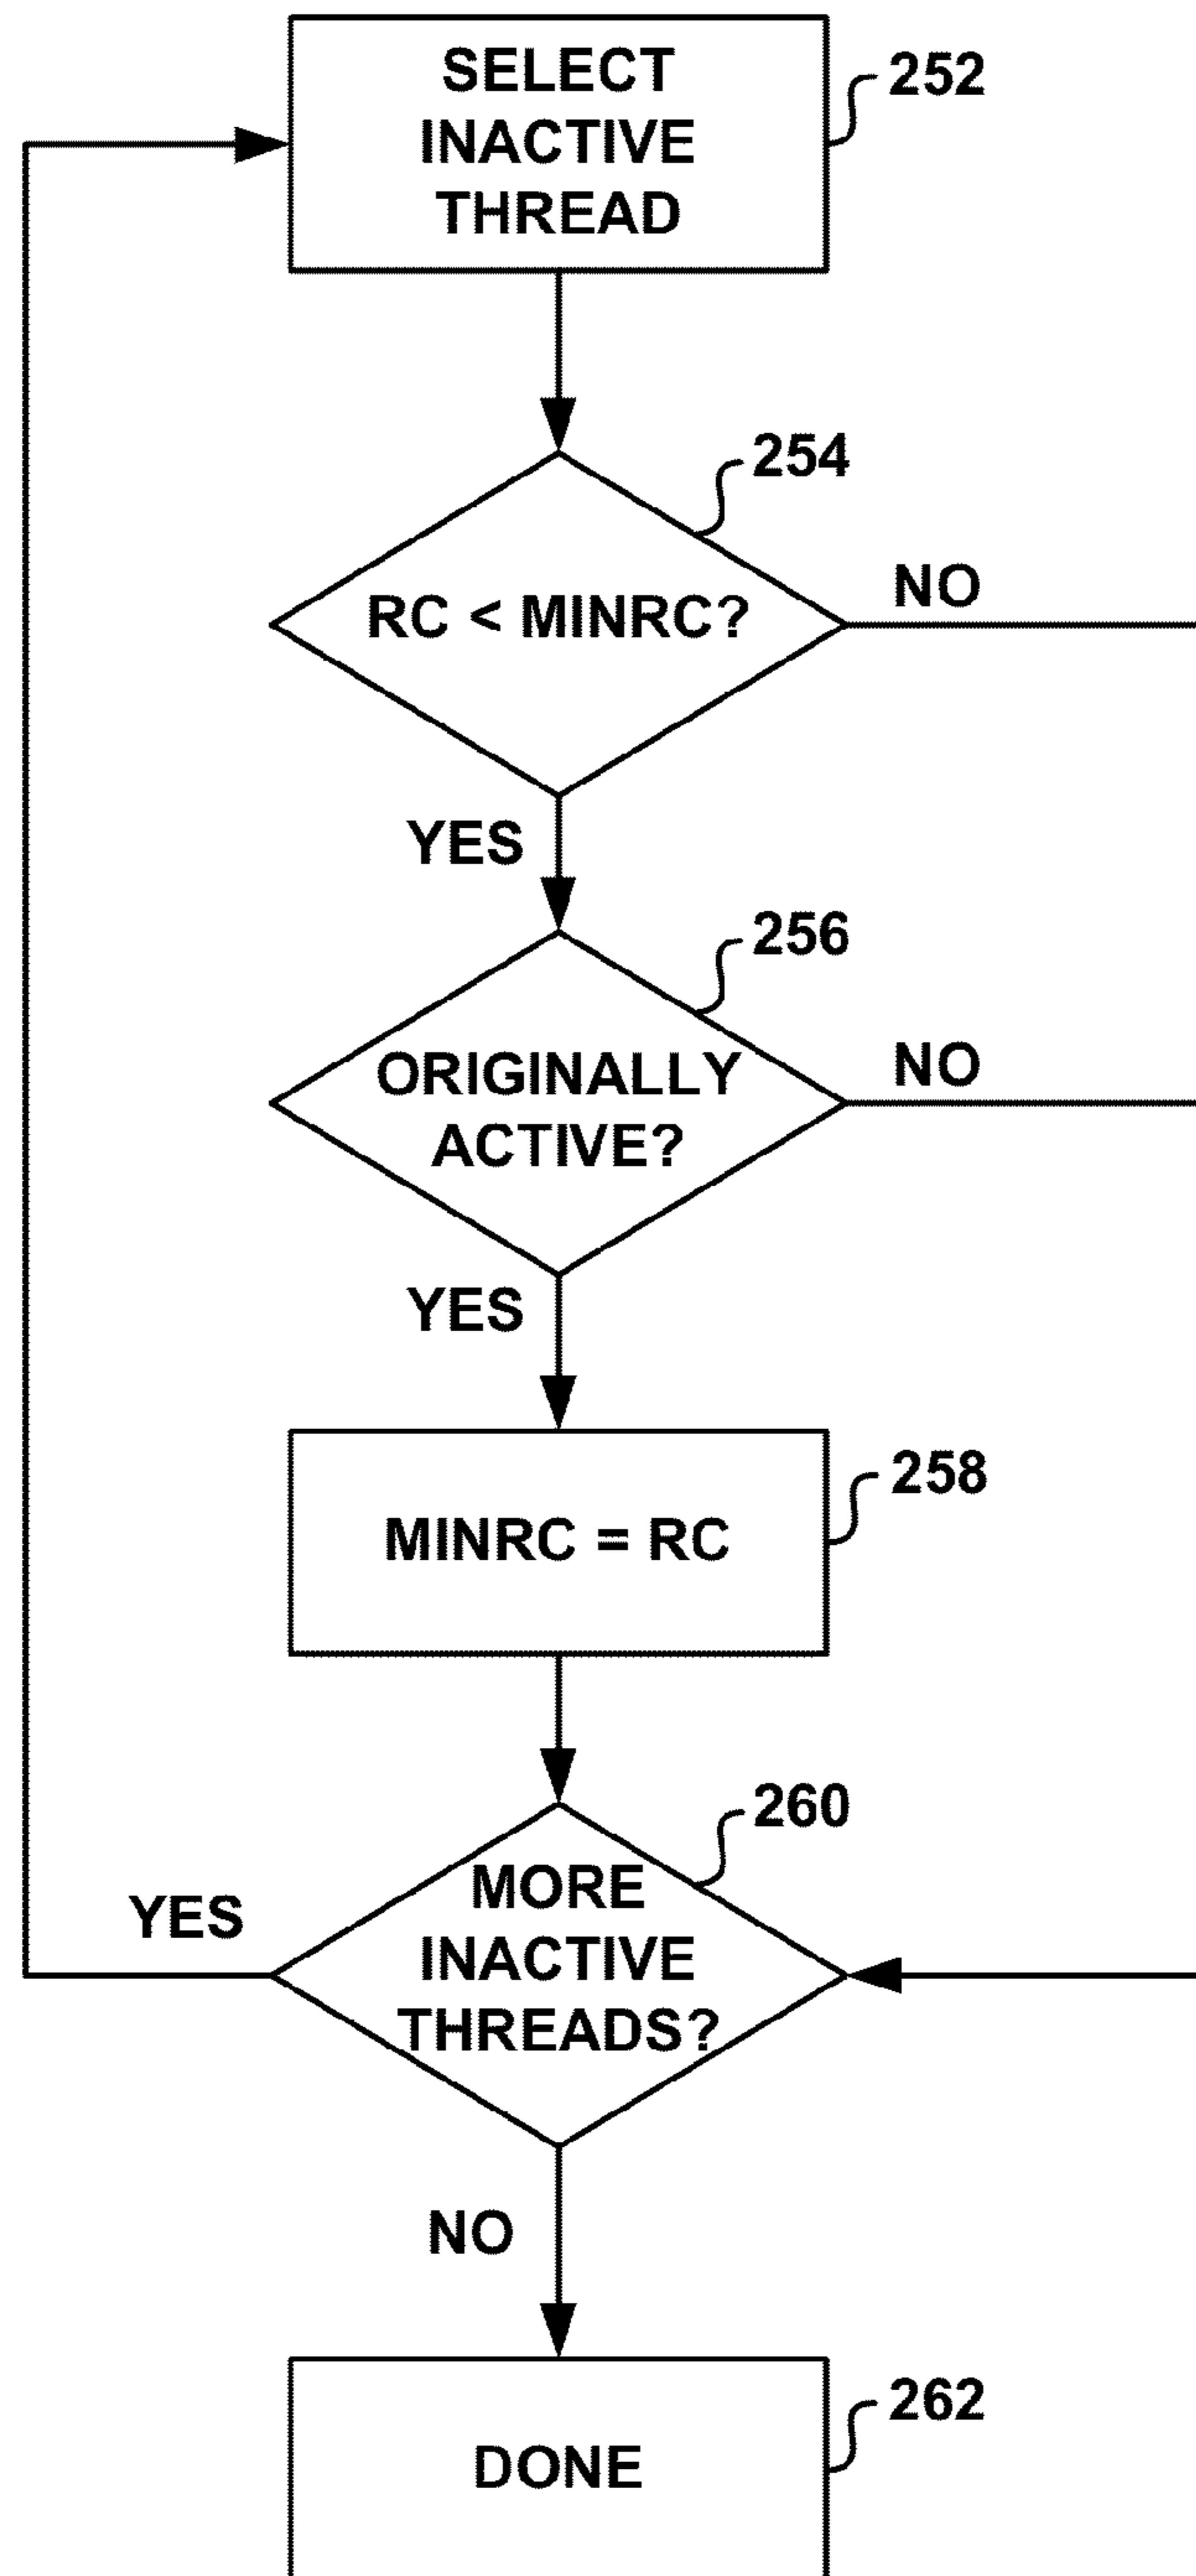 SELECT
INACTIVE
THREAD
252
254
RC < MINRC?
NO
YES
256
ORIGINALLY
ACTIVE?
NO
YES
258
MINRC = RC
260
MORE
INACTIVE
THREADS?
YES
NO
262
DONE